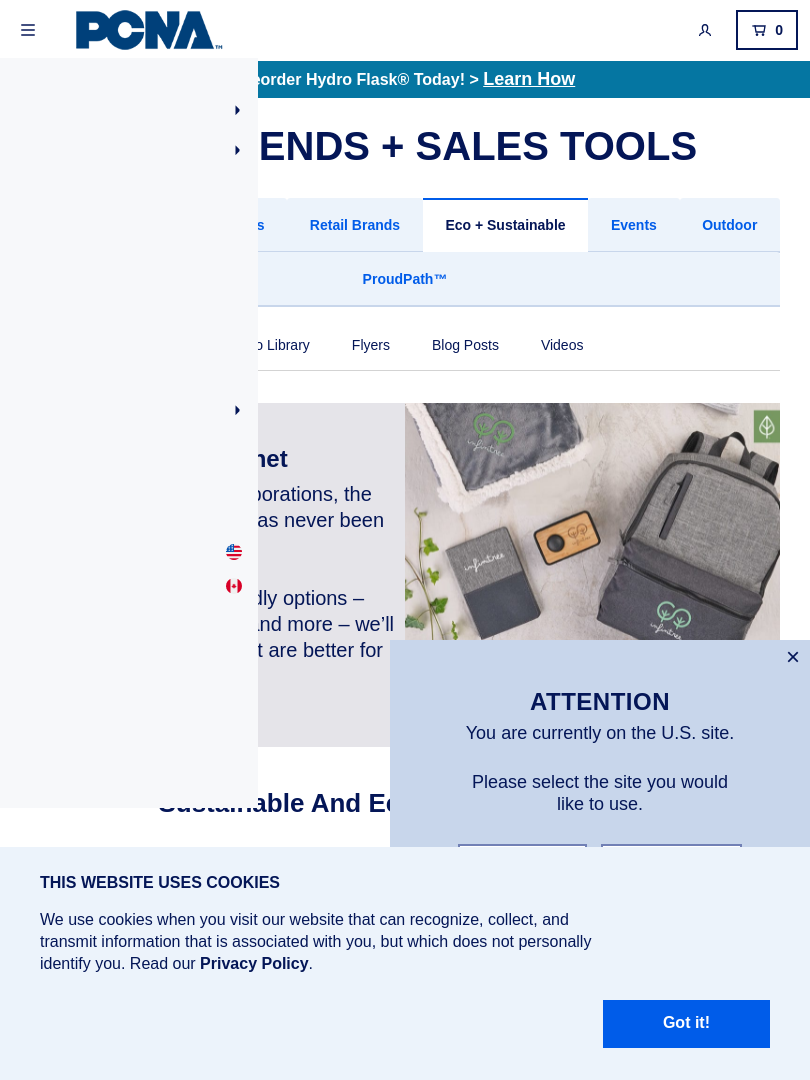 PCNA™
0
eorder Hydro Flask® Today! > Learn How
ENDS + SALES TOOLS
s
Retail Brands
Eco + Sustainable
Events
Outdoor
ProudPath™
o Library
Flyers
Blog Posts
Videos
net
porations, the
as never been
dly options –
and more – we’ll
t are better for
infinitree
infinitree
infinitree
Sustainable And Ec
×
ATTENTION
You are currently on the U.S. site.
Please select the site you would
like to use.
THIS WEBSITE USES COOKIES
We use cookies when you visit our website that can recognize, collect, and
transmit information that is associated with you, but which does not personally
identify you. Read our Privacy Policy.
Got it!